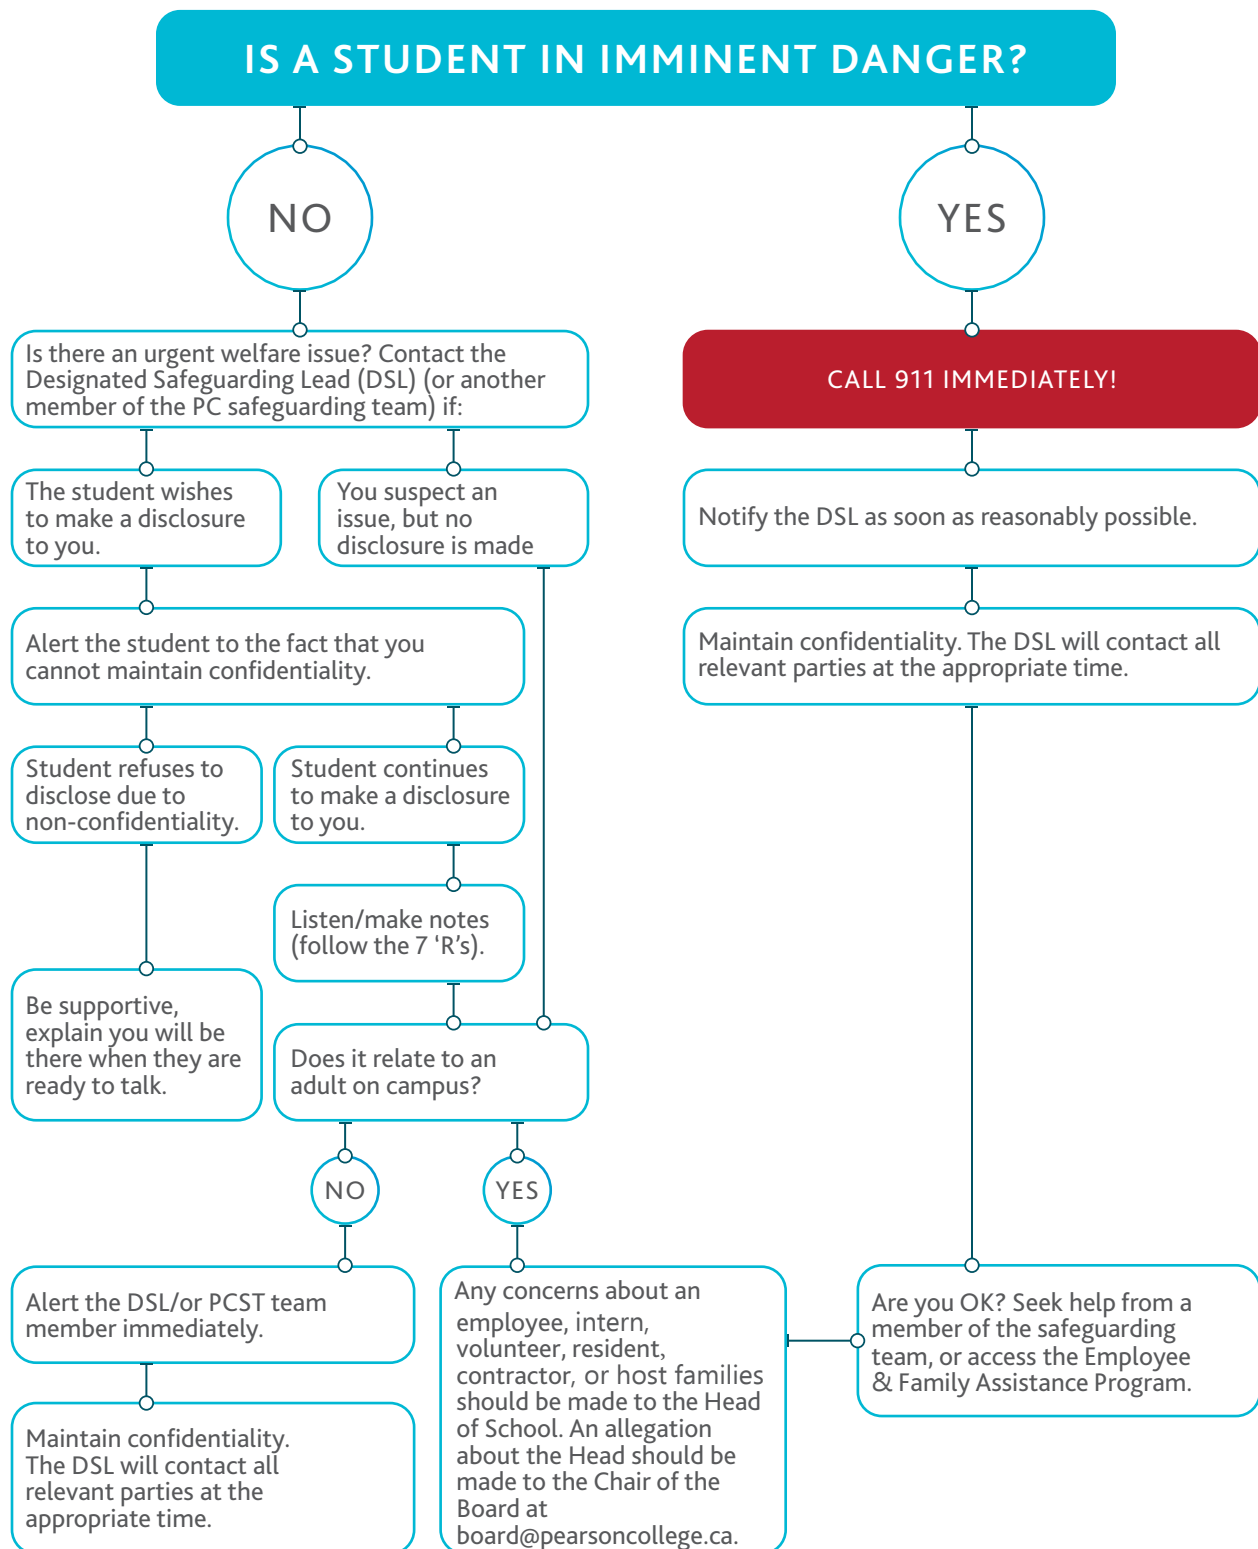 IS A STUDENT IN IMMINENT DANGER?
NO
YES
Is there an urgent welfare issue? Contact the
Designated Safeguarding Lead (DSL) (or another
member of the PC safeguarding team) if:
CALL 911 IMMEDIATELY!
The student wishes
to make a disclosure
to you.
You suspect an
issue, but no
disclosure is made
Notify the DSL as soon as reasonably possible.
Alert the student to the fact that you
cannot maintain confidentiality.
Maintain confidentiality. The DSL will contact all
relevant parties at the appropriate time.
Student refuses to
disclose due to
non-confidentiality.
Student continues
to make a disclosure
to you.
Listen/make notes
(follow the 7 ‘R’s).
Be supportive,
explain you will be
there when they are
ready to talk.
Does it relate to an
adult on campus?
NO
YES
Alert the DSL/or PCST team
member immediately.
Any concerns about an
employee, intern,
volunteer, resident,
contractor, or host families
should be made to the Head
of School. An allegation
about the Head should be
made to the Chair of the
Board at
board@pearsoncollege.ca.
Are you OK? Seek help from a
member of the safeguarding
team, or access the Employee
& Family Assistance Program.
Maintain confidentiality.
The DSL will contact all
relevant parties at the
appropriate time.